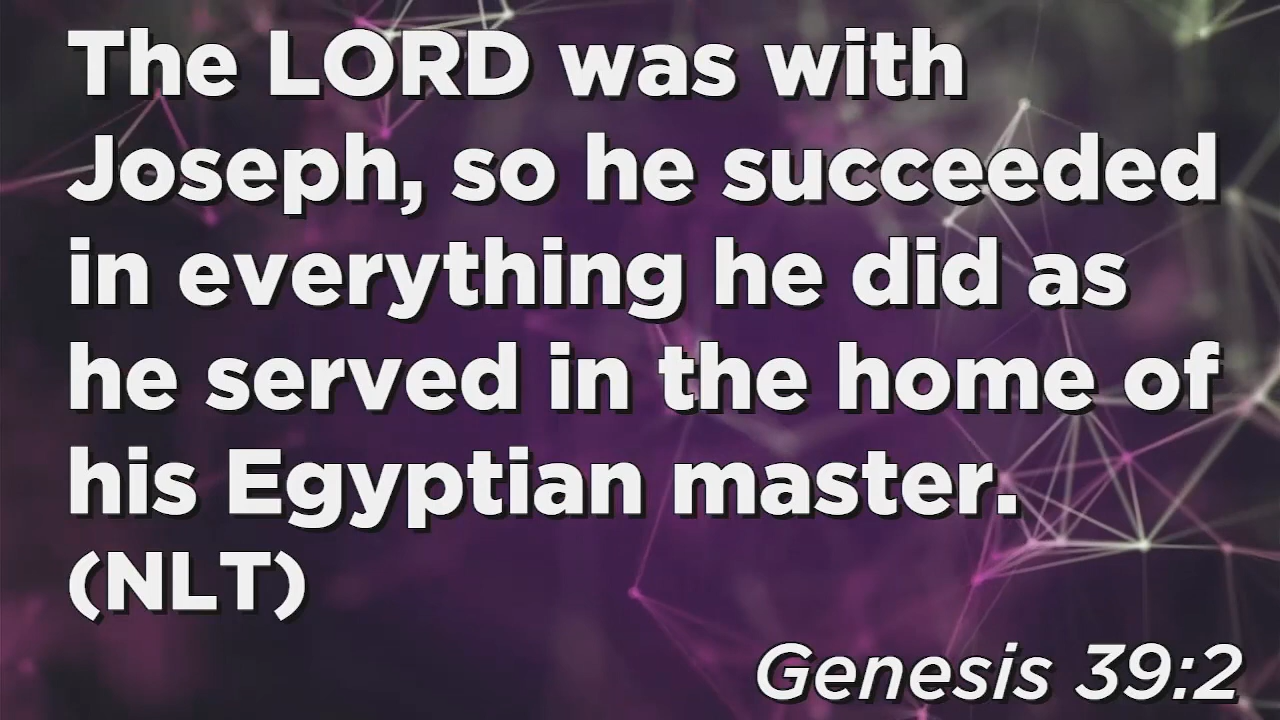 The LORD was with
Joseph, so he succeeded
in everything he did as
he served in the home of
his Egyptian master.
(NLT)
Genesis 39:2